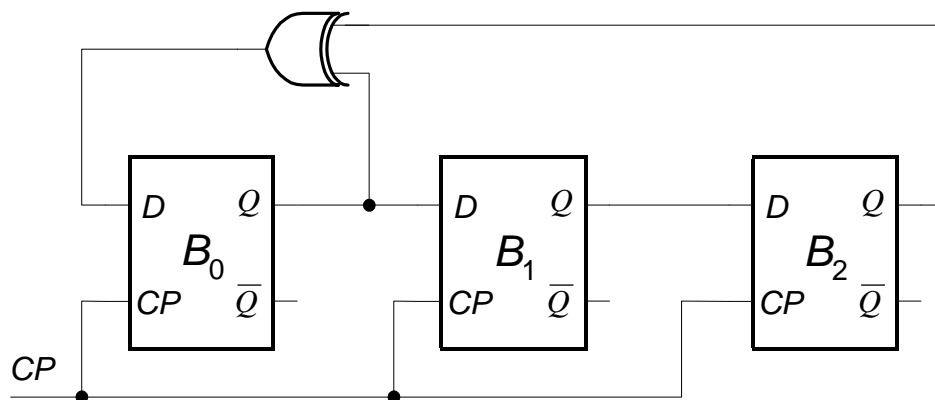 D Q D Q D Q
B₀ B₁ B₂
CP Q̅ CP Q̅ CP Q̅
CP